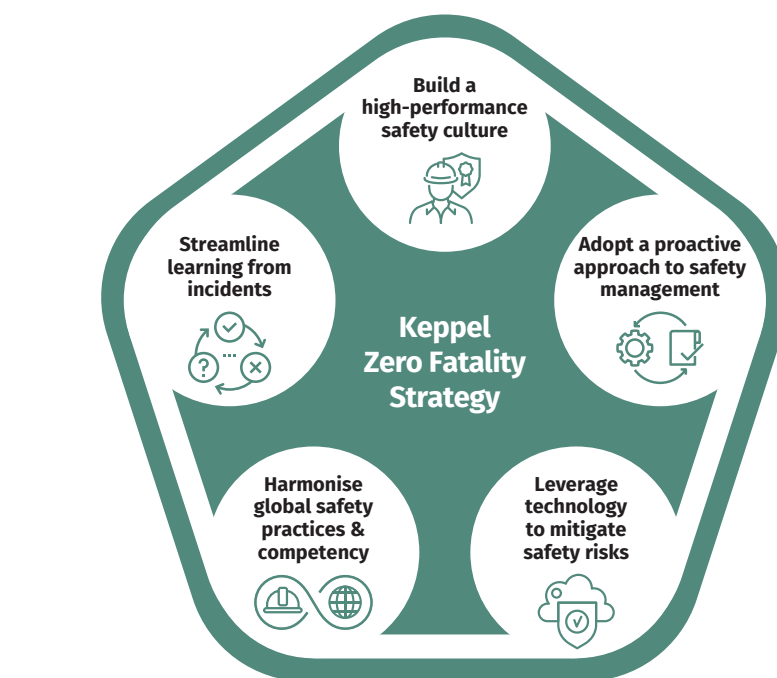 Build a
high-performance
safety culture
Streamline
learning from
incidents
Adopt a proactive
approach to safety
management
Keppel
Zero Fatality
Strategy
Harmonise
global safety
practices &
competency
Leverage
technology
to mitigate
safety risks